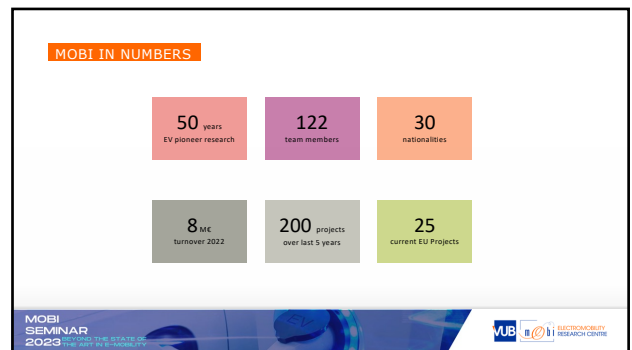 MOBI IN NUMBERS
50 years
EV pioneer research
122
team members
30
nationalities
8 M€
turnover 2022
200 projects
over last 5 years
25
current EU Projects
MOBI
SEMINAR
2023 BEYOND THE STATE OF
THE ART IN E-MOBILITY
EV
VUB
mobi
ELECTROMOBILITY
RESEARCH CENTRE